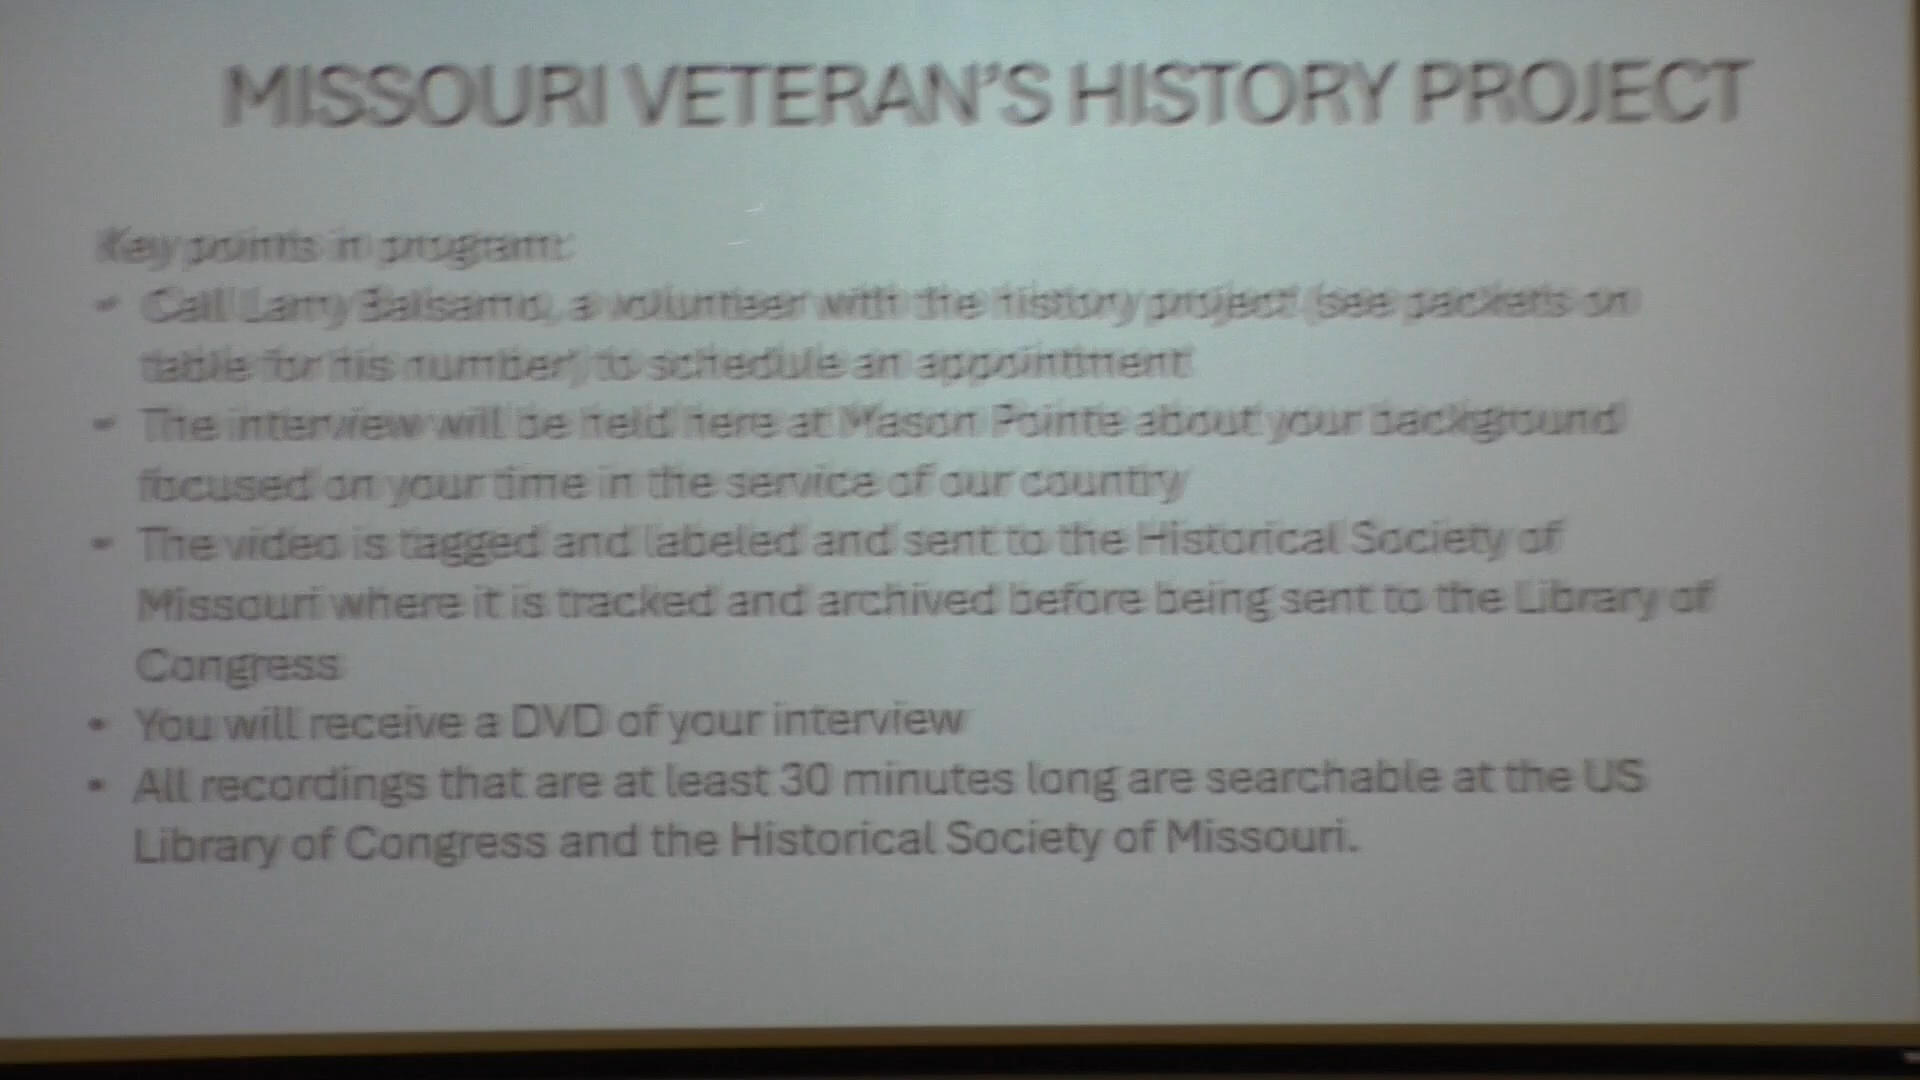 MISSOURI VETERAN'S HISTORY PROJECT
Key points in program:
• Call Larry Balsamo, a volunteer with the history project (see packets on
table for his number) to schedule an appointment
• The interview will be held here at Mason Pointe about your background
focused on your time in the service of our country
• The video is tagged and labeled and sent to the Historical Society of
Missouri where it is tracked and archived before being sent to the Library of
Congress
• You will receive a DVD of your interview
• All recordings that are at least 30 minutes long are searchable at the US
Library of Congress and the Historical Society of Missouri.